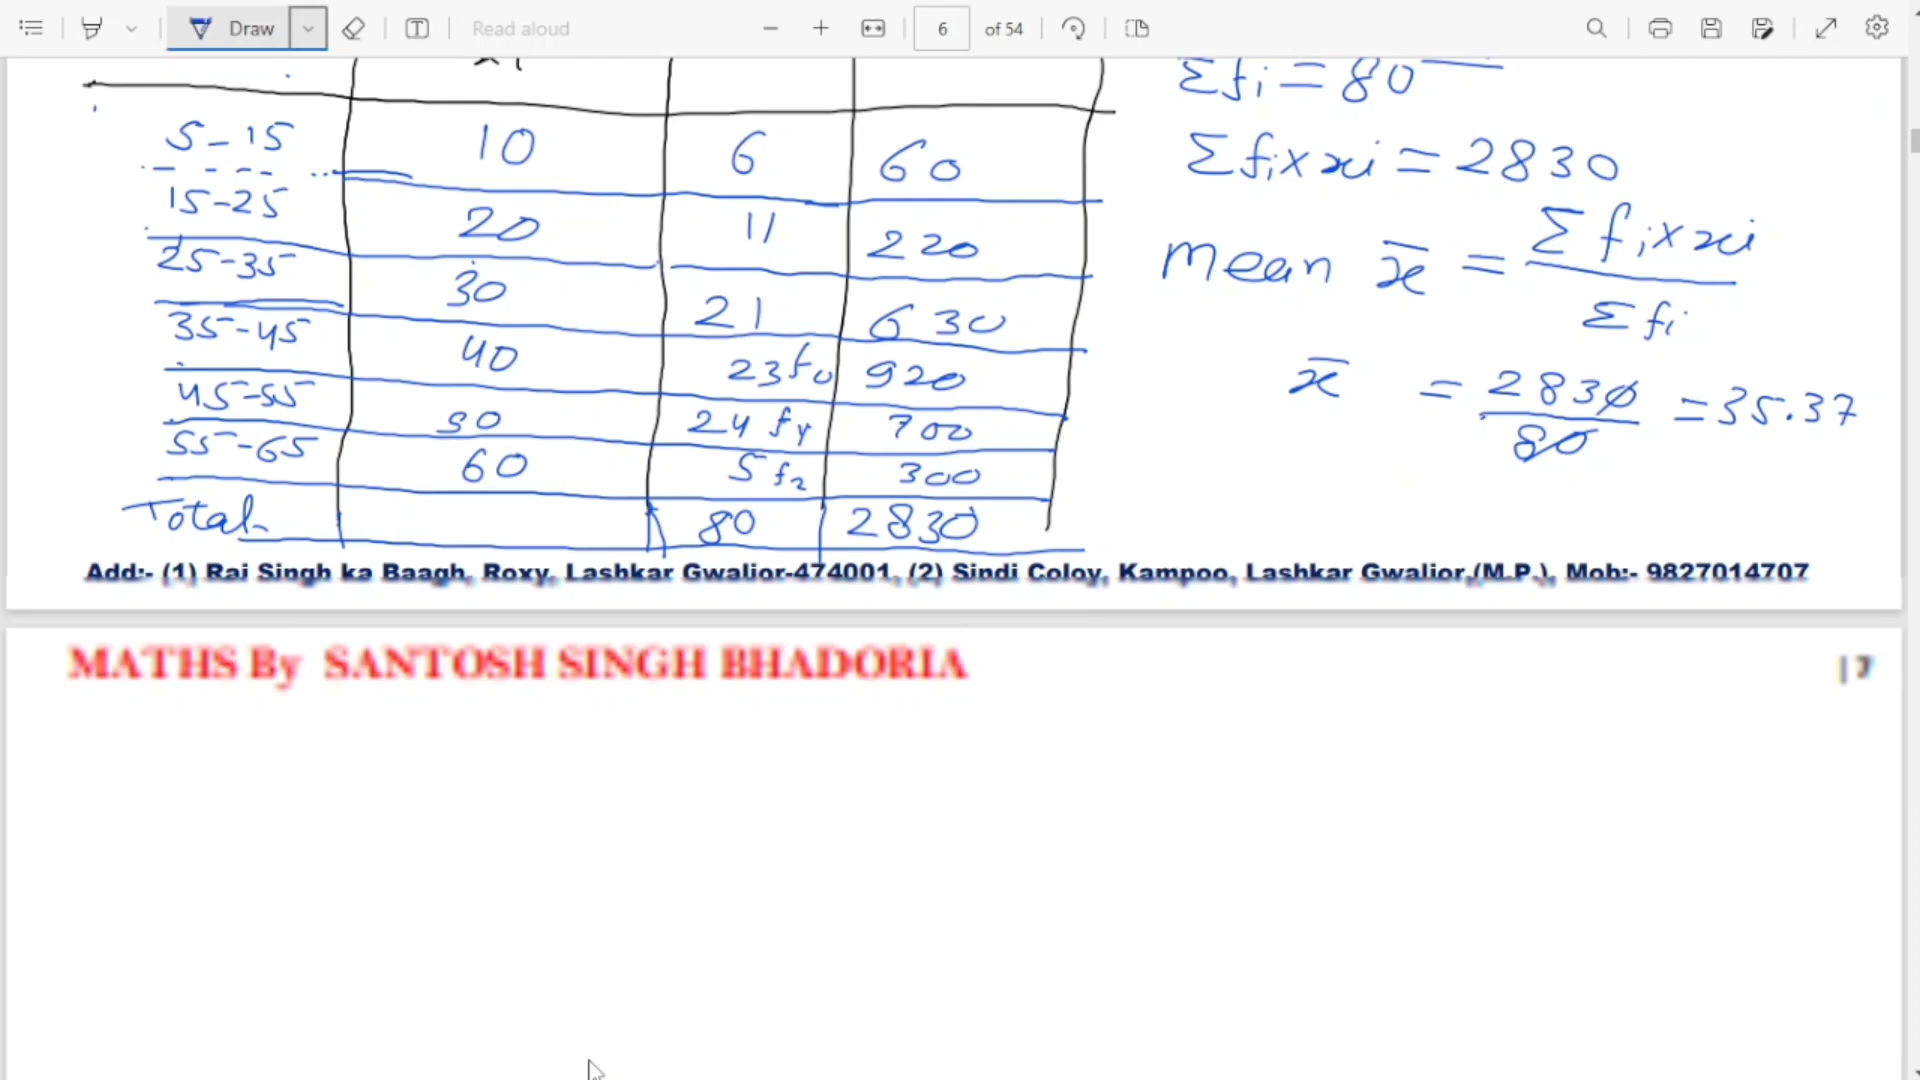 Draw
Read aloud
6 of 54
xi
Σfi = 80
5-15 10 6 60
Σfi x xi = 2830
15-25 20 11 220
mean x̄ = Σ fi x xi / Σ fi
25-35 30 21 630
35-45 40 23 f0 920
x̄ = 2830 / 80 = 35.37
45-55 50 24 f1 700
55-65 60 5 f2 300
Total 80 2830
Add:- (1) Rai Singh ka Baagh, Roxy, Lashkar Gwalior-474001, (2) Sindi Coloy, Kampoo, Lashkar Gwalior,(M.P.), Mob:- 9827014707
MATHS By SANTOSH SINGH BHADORIA
| 7